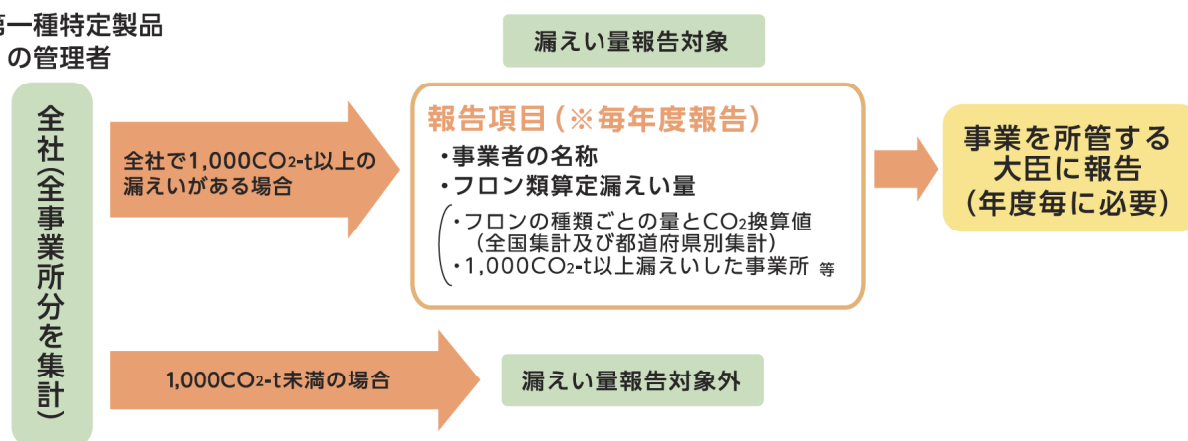 第一種特定製品
の管理者
漏えい量報告対象
全社(全事業所分を集計)
全社で1,000CO2-t以上の
漏えいがある場合
報告項目(※毎年度報告)
・事業者の名称
・フロン類算定漏えい量
・フロンの種類ごとの量とCO2換算値
(全国集計及び都道府県別集計)
・1,000CO2-t以上漏えいした事業所 等
事業を所管する
大臣に報告
(年度毎に必要)
1,000CO2-t未満の場合
漏えい量報告対象外